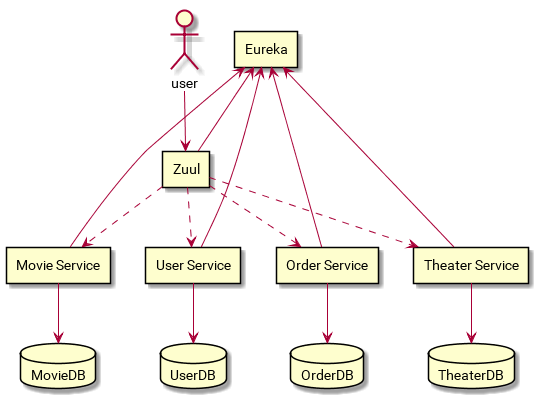 Eureka
user
Zuul
Movie Service
User Service
Order Service
Theater Service
MovieDB
UserDB
OrderDB
TheaterDB